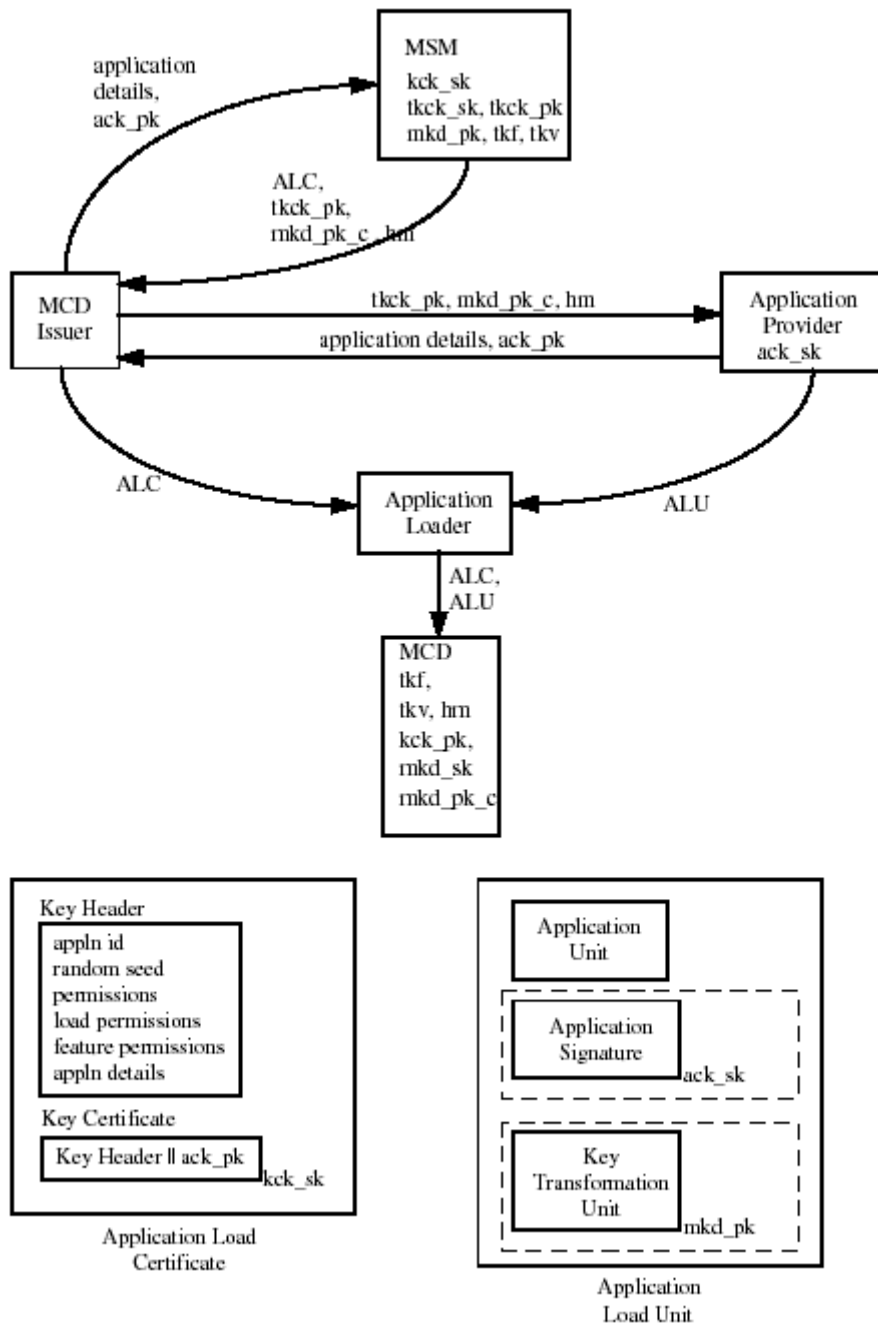 MSM
kck_sk
tkck_sk, tkck_pk
mkd_pk, tkf, tkv
application
details,
ack_pk
ALC,
tkck_pk,
mkd_pk_c, hm
MCD
Issuer
tkck_pk, mkd_pk_c, hm
application details, ack_pk
Application
Provider
ack_sk
ALC
Application
Loader
ALU
ALC,
ALU
MCD
tkf,
tkv, hm
kck_pk,
mkd_sk
mkd_pk_c
Key Header
appln id
random seed
permissions
load permissions
feature permissions
appln details
Key Certificate
Key Header || ack_pk
kck_sk
Application Load
Certificate
Application
Unit
Application
Signature
ack_sk
Key
Transformation
Unit
mkd_pk
Application
Load Unit